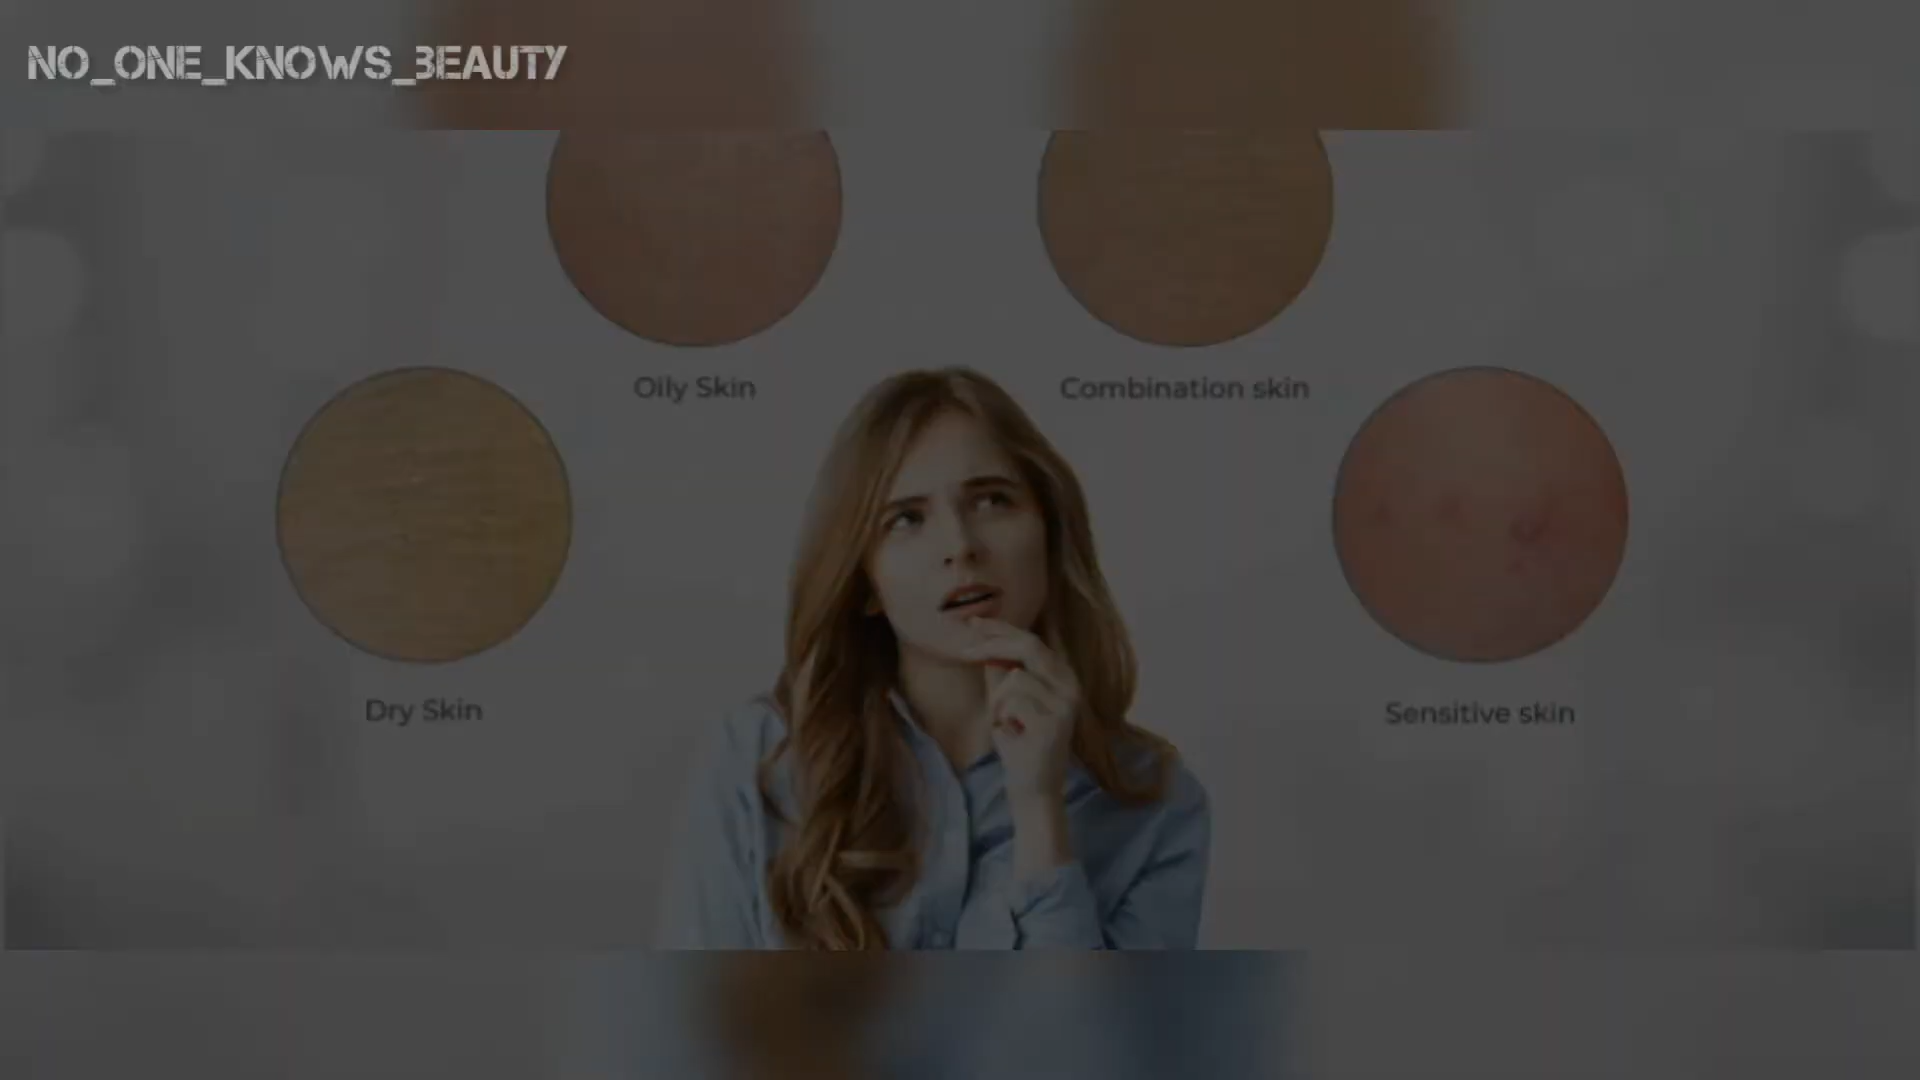 NO_ONE_KNOWS_BEAUTY
Oily Skin
Combination skin
Dry Skin
Sensitive skin